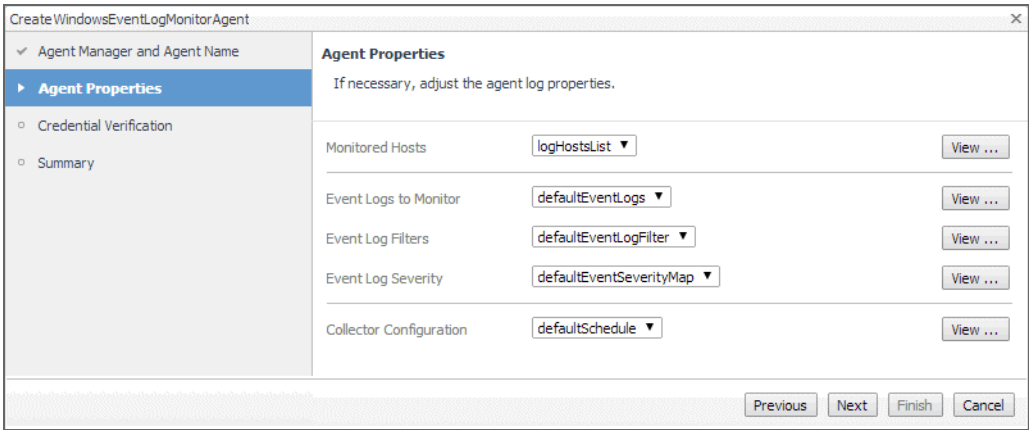 CreateWindowsEventLogMonitorAgent
Agent Manager and Agent Name
Agent Properties
Credential Verification
Summary
Agent Properties
If necessary, adjust the agent log properties.
Monitored Hosts logHostsList View ...
Event Logs to Monitor defaultEventLogs View ...
Event Log Filters defaultEventLogFilter View ...
Event Log Severity defaultEventSeverityMap View ...
Collector Configuration defaultSchedule View ...
Previous Next Finish Cancel